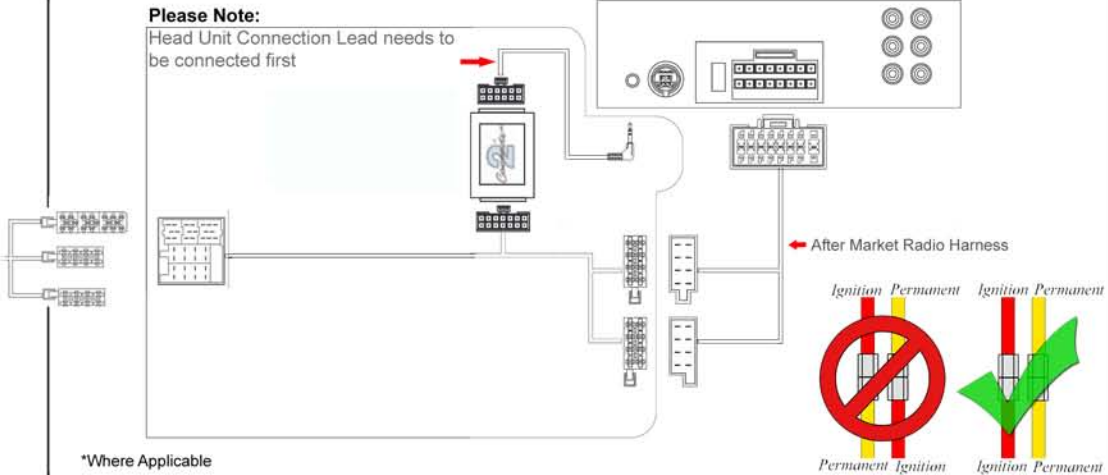 Please Note:
Head Unit Connection Lead needs to
be connected first
After Market Radio Harness
Ignition Permanent Ignition Permanent
Permanent Ignition Ignition Permanent
*Where Applicable